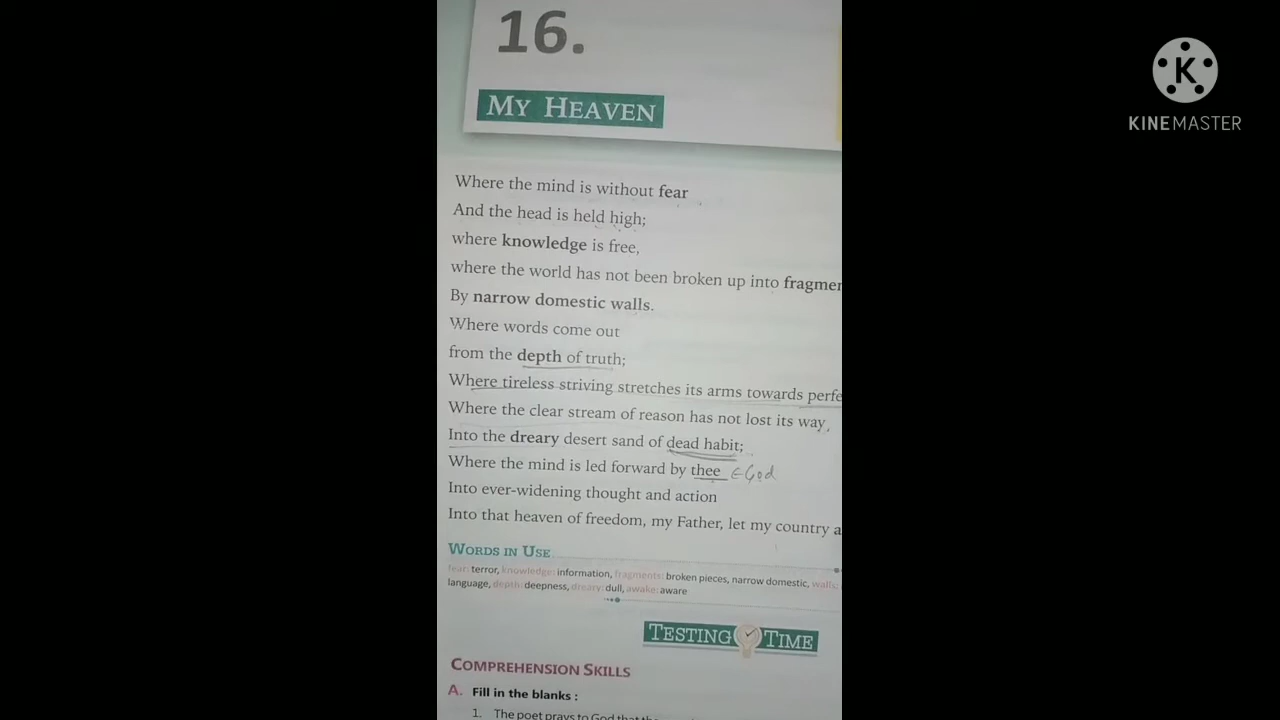 16.
MY HEAVEN
KINEMASTER
Where the mind is without fear
And the head is held high;
where knowledge is free,
where the world has not been broken up into
By narrow domestic walls.
Where words come out
from the depth of truth;
Where tireless striving stretches its arms towards
Where the clear stream of reason has not lost its way,
Into the dreary desert sand of dead habit;
Where the mind is led forward by thee ∈God
Into ever-widening thought and action
Into that heaven of freedom, my Father, let my country
WORDS IN USE
fear: terror, knowledge: information, fragments: broken pieces, narrow domestic, walls:
language, depth: deepness, dreary: dull, awake: aware
TESTING TIME
COMPREHENSION SKILLS
A. Fill in the blanks :
1. The poet prays to God that